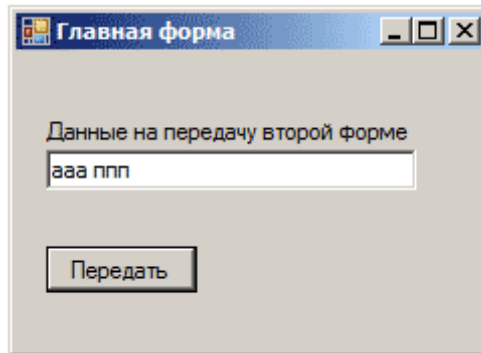 Главная форма
Данные на передачу второй форме
ааа ппп
Передать